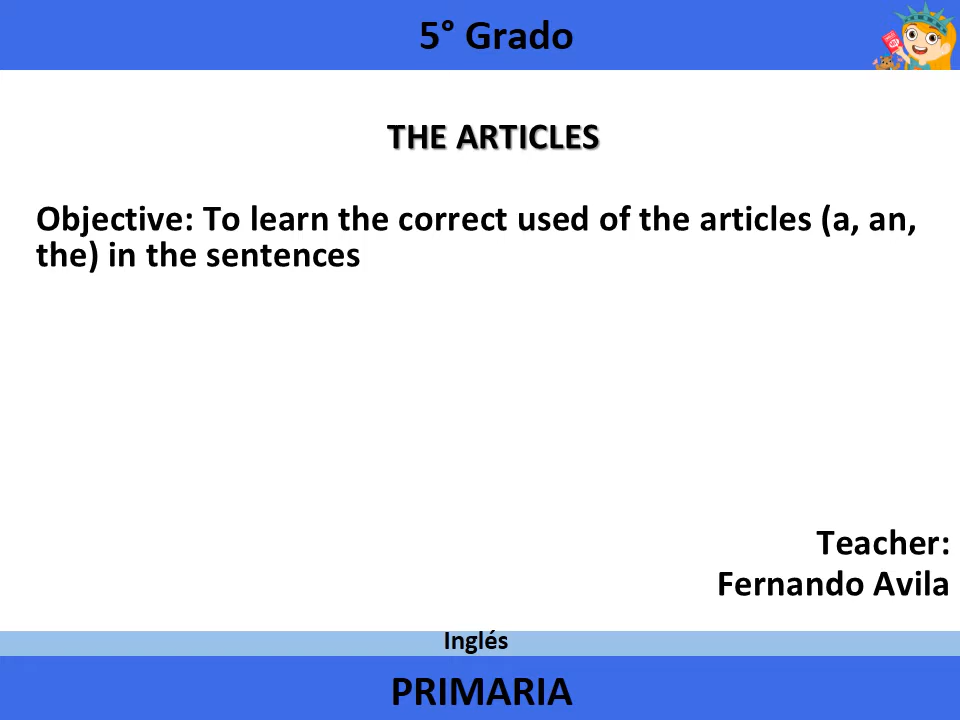 5° Grado
THE ARTICLES
Objective: To learn the correct used of the articles (a, an,
the) in the sentences
Teacher:
Fernando Avila
Inglés
PRIMARIA